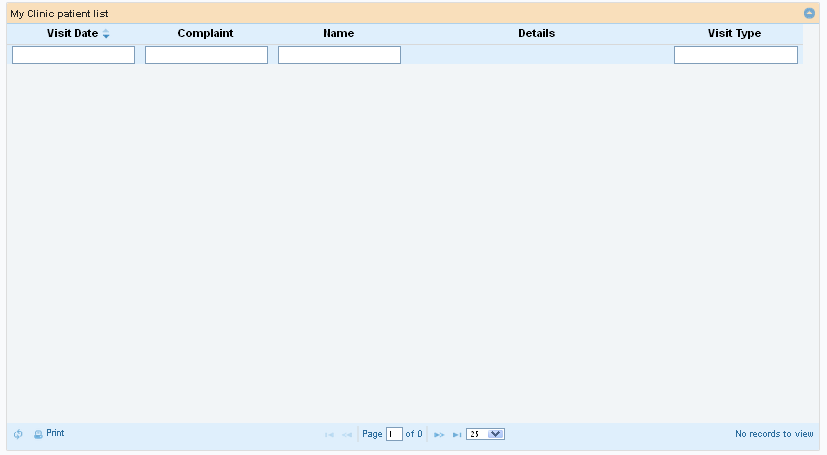 My Clinic patient list
Visit Date Complaint Name Details Visit Type
Print Page 1 of 0 25 No records to view